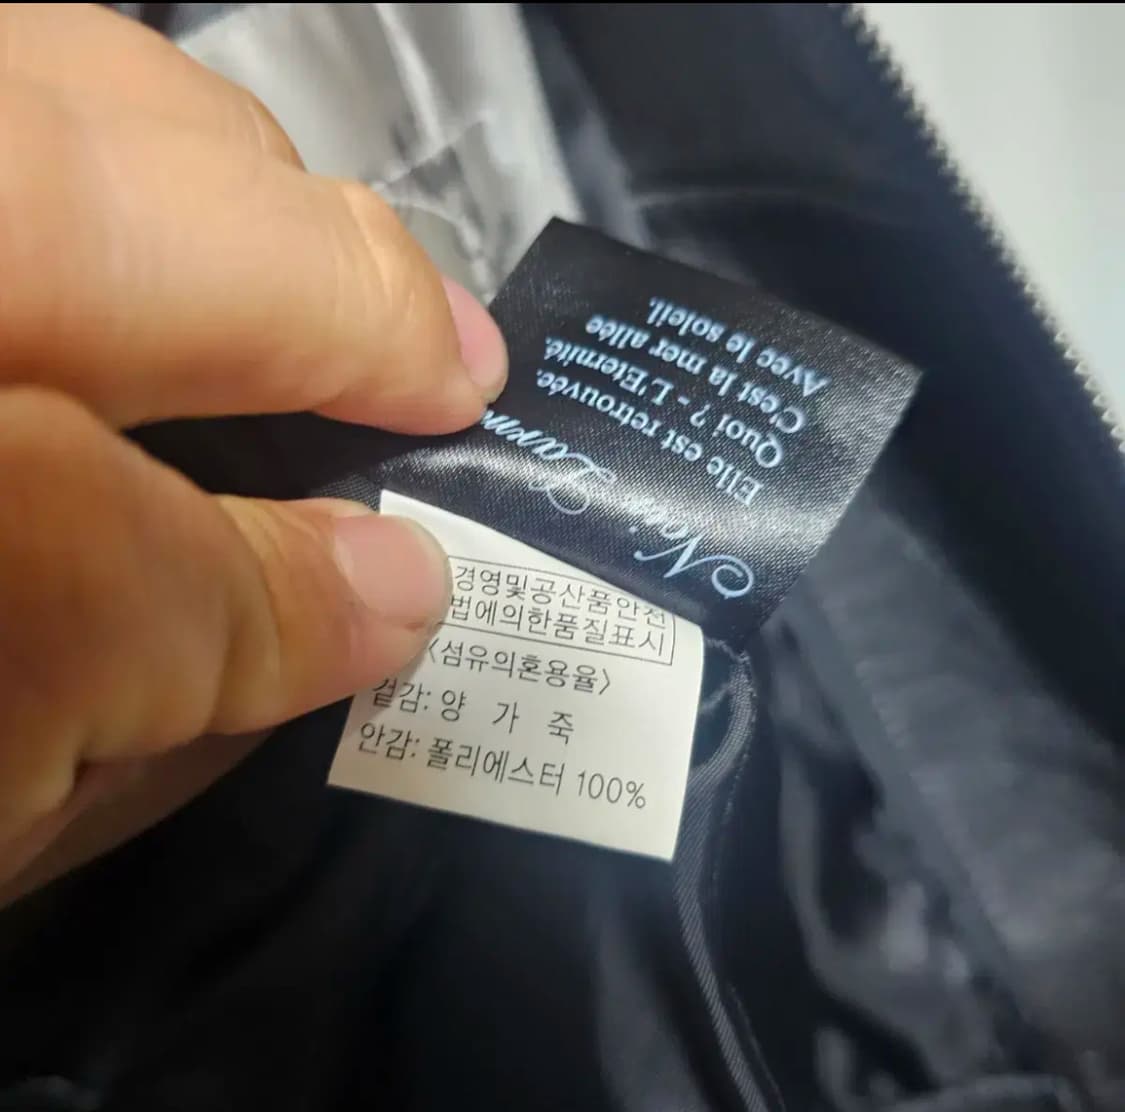 Elle est retrouvée.
Quoi ? - L'Eternité.
C'est la mer allée
Avec le soleil.
경영및공산품안전
법에의한품질표시
<섬유의혼용율>
겉감: 양 가 죽
안감: 폴리에스터 100%